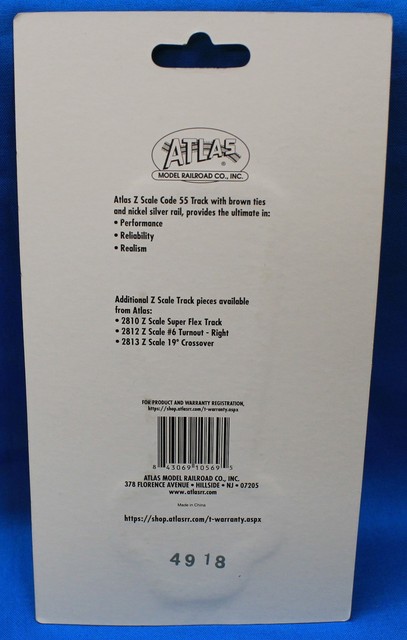 ATLAS
®
MODEL RAILROAD CO., INC.
Atlas Z Scale Code 55 Track with brown ties
and nickel silver rail, provides the ultimate in:
• Performance
• Reliability
• Realism
Additional Z Scale Track pieces available
from Atlas:
• 2810 Z Scale Super Flex Track
• 2812 Z Scale #6 Turnout - Right
• 2813 Z Scale 19° Crossover
FOR PRODUCT AND WARRANTY REGISTRATION,
https://shop.atlasrr.com/t-warranty.aspx
8 43069 10569 5
ATLAS MODEL RAILROAD CO., INC.
378 FLORENCE AVENUE • HILLSIDE • NJ • 07205
www.atlasrr.com
Made in China
https://shop.atlasrr.com/t-warranty.aspx
4918